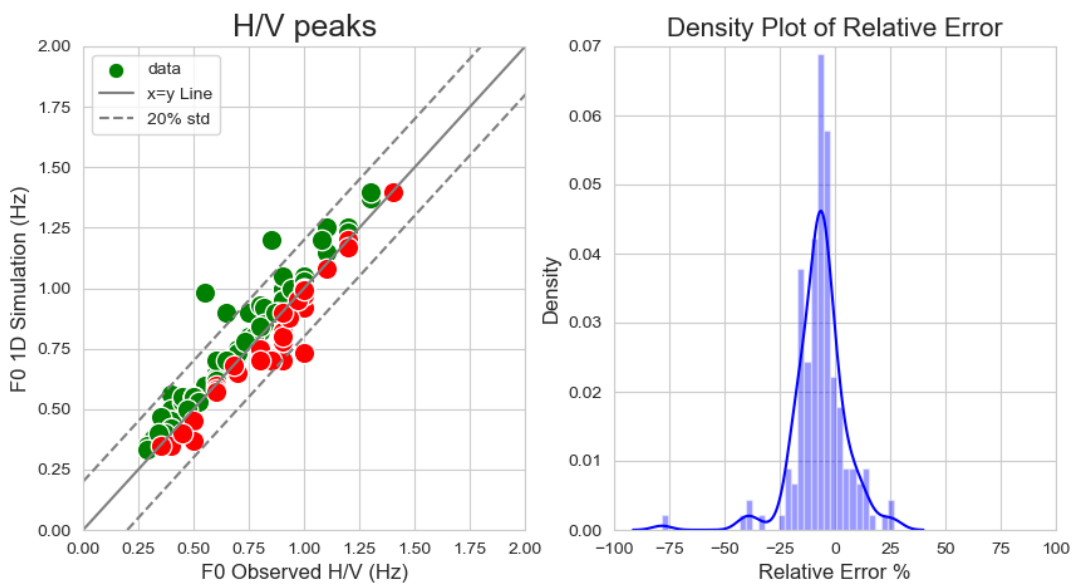 H/V peaks
2.00
1.75
1.50
1.25
1.00
0.75
0.50
0.25
0.00
F0 1D Simulation (Hz)
data
x=y Line
20% std
0.00 0.25 0.50 0.75 1.00 1.25 1.50 1.75 2.00
F0 Observed H/V (Hz)
Density Plot of Relative Error
0.07
0.06
0.05
0.04
0.03
0.02
0.01
0.00
Density
−100 −75 −50 −25 0 25 50 75 100
Relative Error %